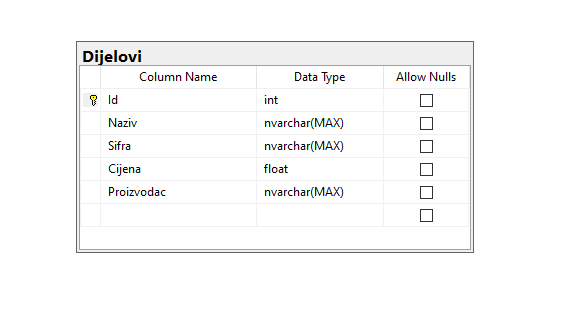 Dijelovi
Column Name Data Type Allow Nulls
Id int
Naziv nvarchar(MAX)
Sifra nvarchar(MAX)
Cijena float
Proizvodac nvarchar(MAX)